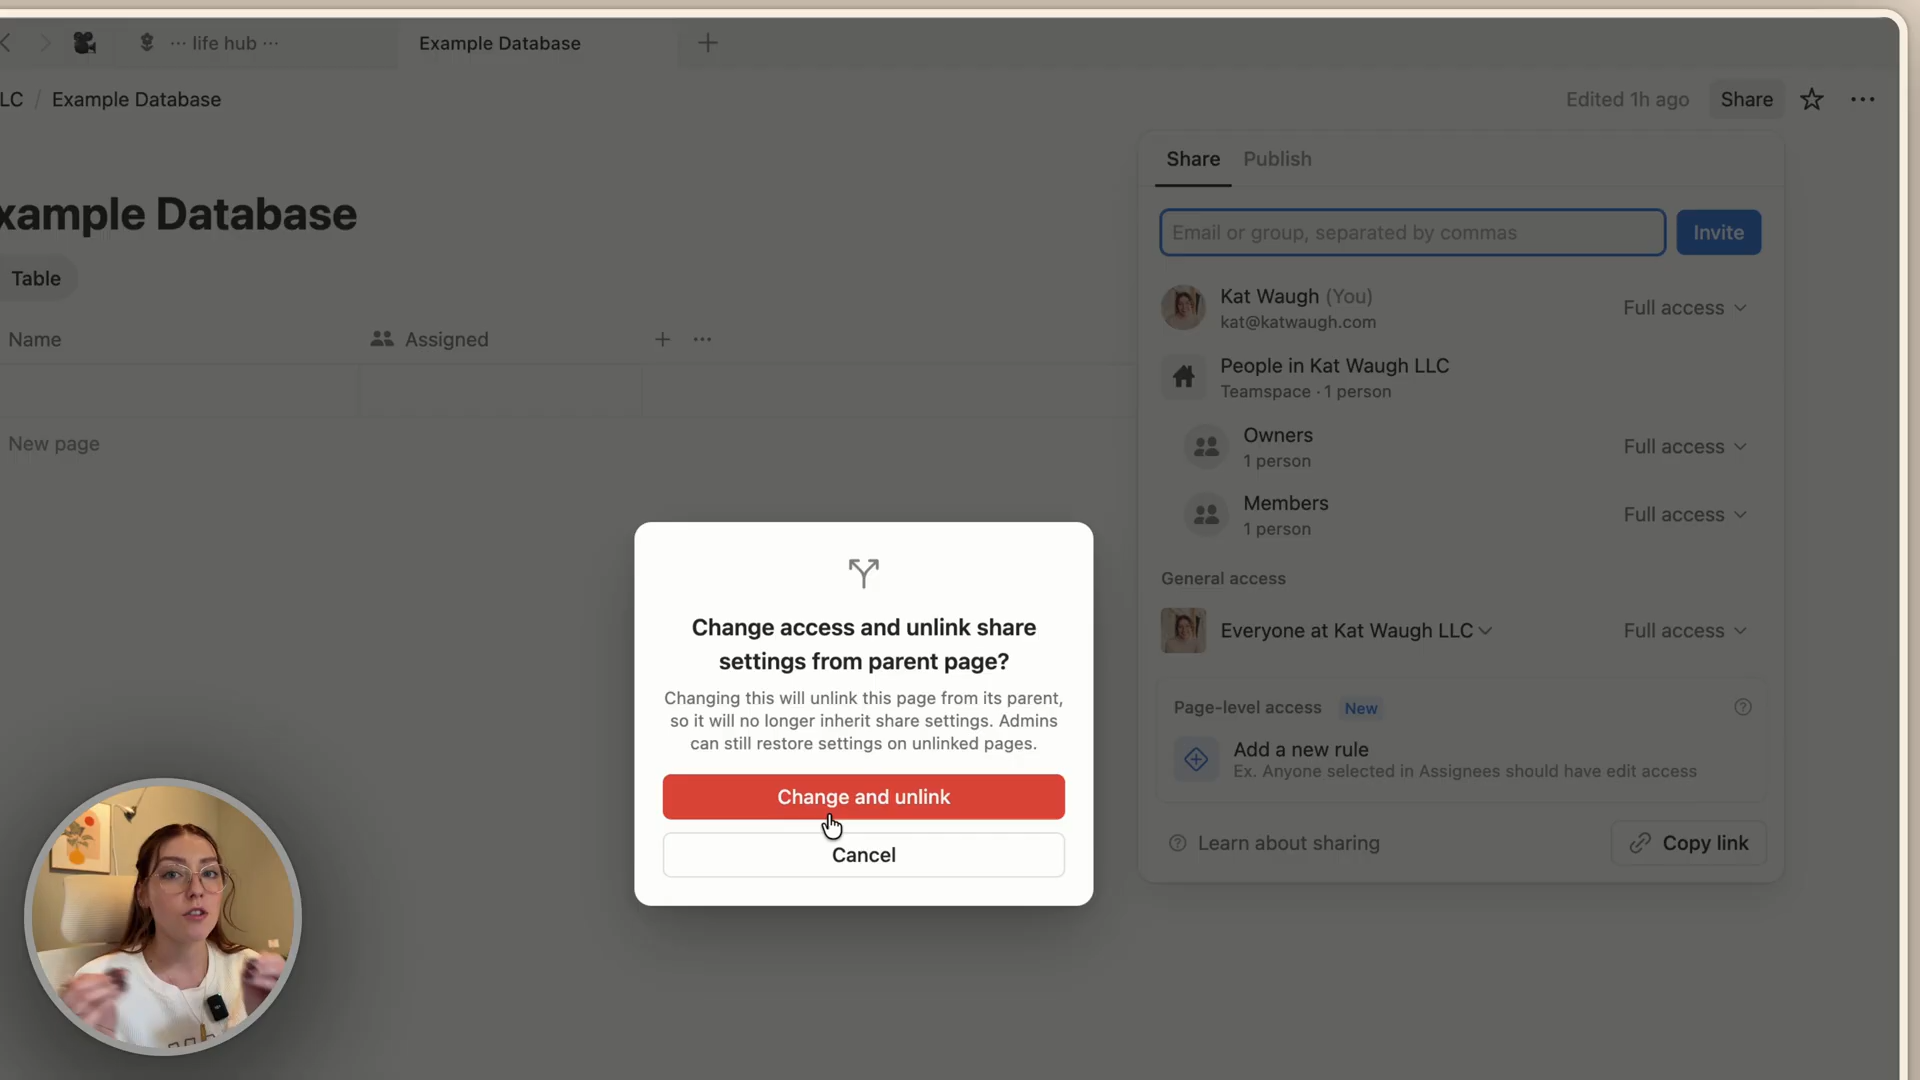 ··· life hub ···
Example Database
LC / Example Database
Edited 1h ago
Share
xample Database
Table
Name
Assigned
New page
Share
Publish
Email or group, separated by commas
Invite
Kat Waugh (You)
kat@katwaugh.com
Full access
People in Kat Waugh LLC
Teamspace · 1 person
Owners
1 person
Full access
Members
1 person
Full access
General access
Everyone at Kat Waugh LLC
Full access
Page-level access New
Add a new rule
Ex. Anyone selected in Assignees should have edit access
Learn about sharing
Copy link
Change access and unlink share
settings from parent page?
Changing this will unlink this page from its parent,
so it will no longer inherit share settings. Admins
can still restore settings on unlinked pages.
Change and unlink
Cancel